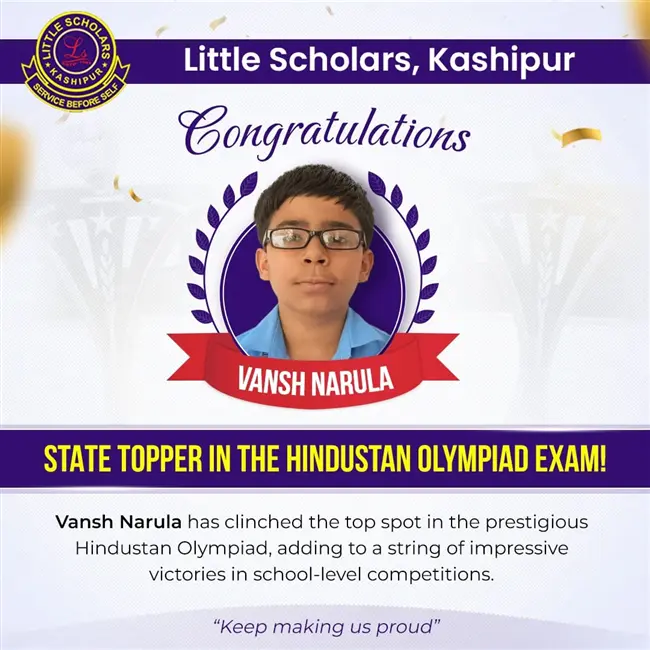 LITTLE SCHOLARS
Ls
KASHIPUR
SERVICE BEFORE SELF
Little Scholars, Kashipur
Congratulations
VANSH NARULA
STATE TOPPER IN THE HINDUSTAN OLYMPIAD EXAM!
Vansh Narula has clinched the top spot in the prestigious
Hindustan Olympiad, adding to a string of impressive
victories in school-level competitions.
“Keep making us proud”